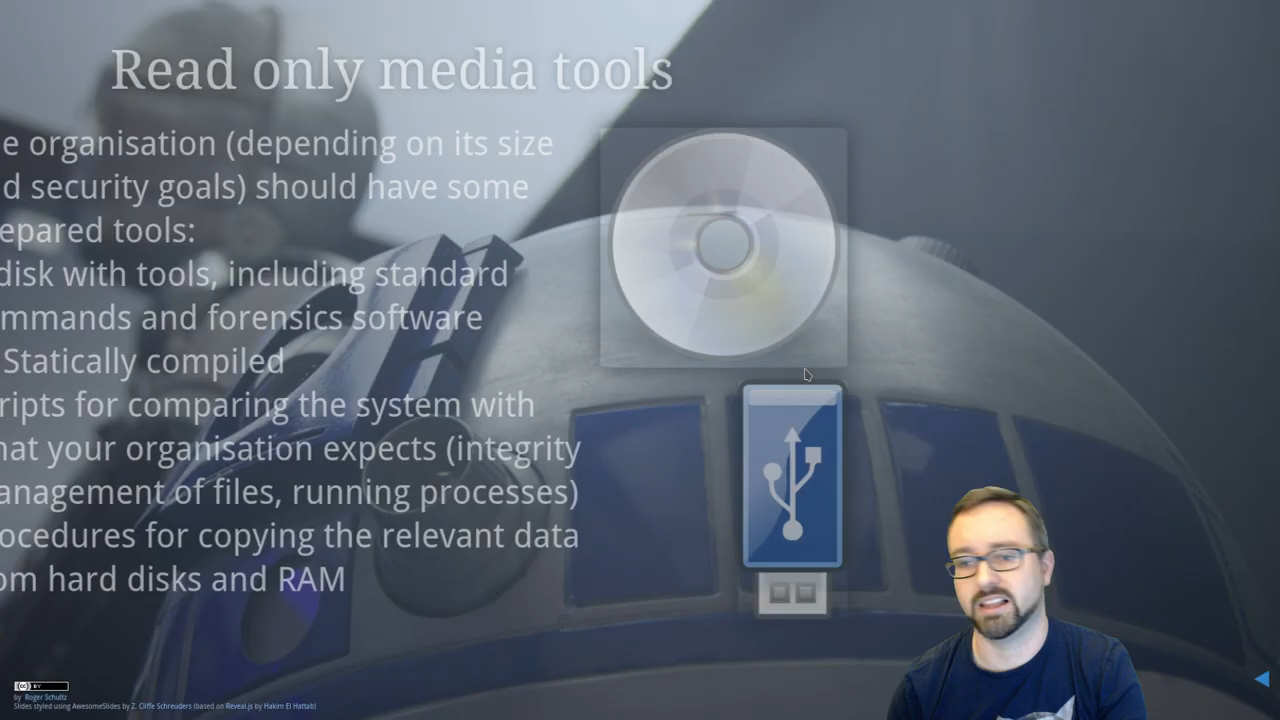 Read only media tools
e organisation (depending on its size
d security goals) should have some
epared tools:
disk with tools, including standard
mmands and forensics software
Statically compiled
ripts for comparing the system with
hat your organisation expects (integrity
anagement of files, running processes)
ocedures for copying the relevant data
om hard disks and RAM
cc BY
by Roger Schultz
Slides styled using AwesomeSlides by Z. Cliffe Schreuders (based on Reveal.js by Hakim El Hattab)